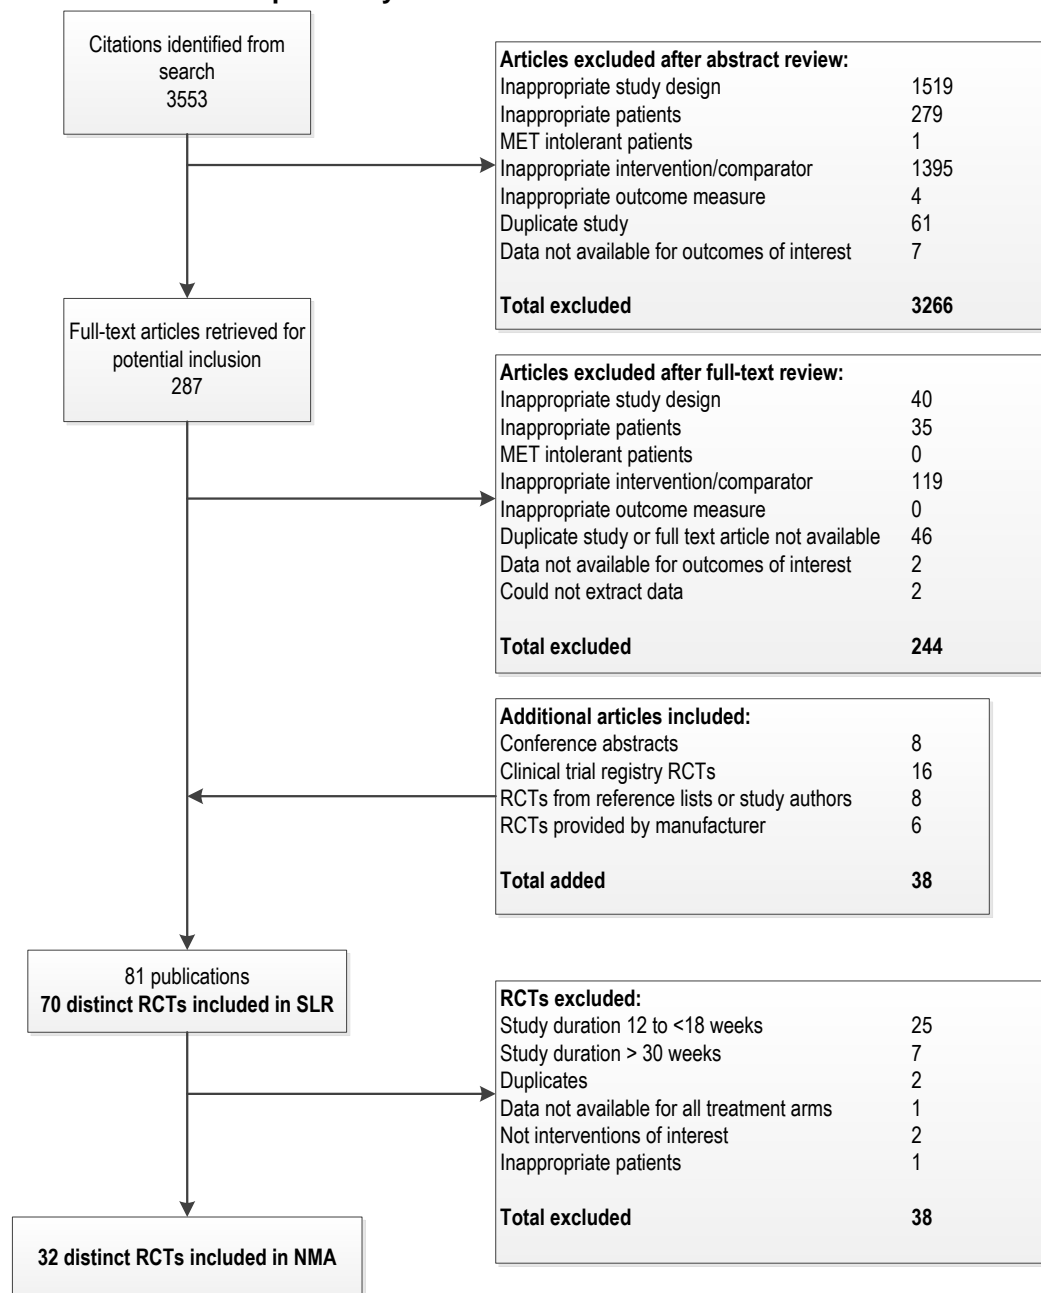 Citations identified from
search
3553
Articles excluded after abstract review:
Inappropriate study design 1519
Inappropriate patients 279
MET intolerant patients 1
Inappropriate intervention/comparator 1395
Inappropriate outcome measure 4
Duplicate study 61
Data not available for outcomes of interest 7
Total excluded 3266
Full-text articles retrieved for
potential inclusion
287
Articles excluded after full-text review:
Inappropriate study design 40
Inappropriate patients 35
MET intolerant patients 0
Inappropriate intervention/comparator 119
Inappropriate outcome measure 0
Duplicate study or full text article not available 46
Data not available for outcomes of interest 2
Could not extract data 2
Total excluded 244
Additional articles included:
Conference abstracts 8
Clinical trial registry RCTs 16
RCTs from reference lists or study authors 8
RCTs provided by manufacturer 6
Total added 38
81 publications
70 distinct RCTs included in SLR
RCTs excluded:
Study duration 12 to <18 weeks 25
Study duration > 30 weeks 7
Duplicates 2
Data not available for all treatment arms 1
Not interventions of interest 2
Inappropriate patients 1
Total excluded 38
32 distinct RCTs included in NMA